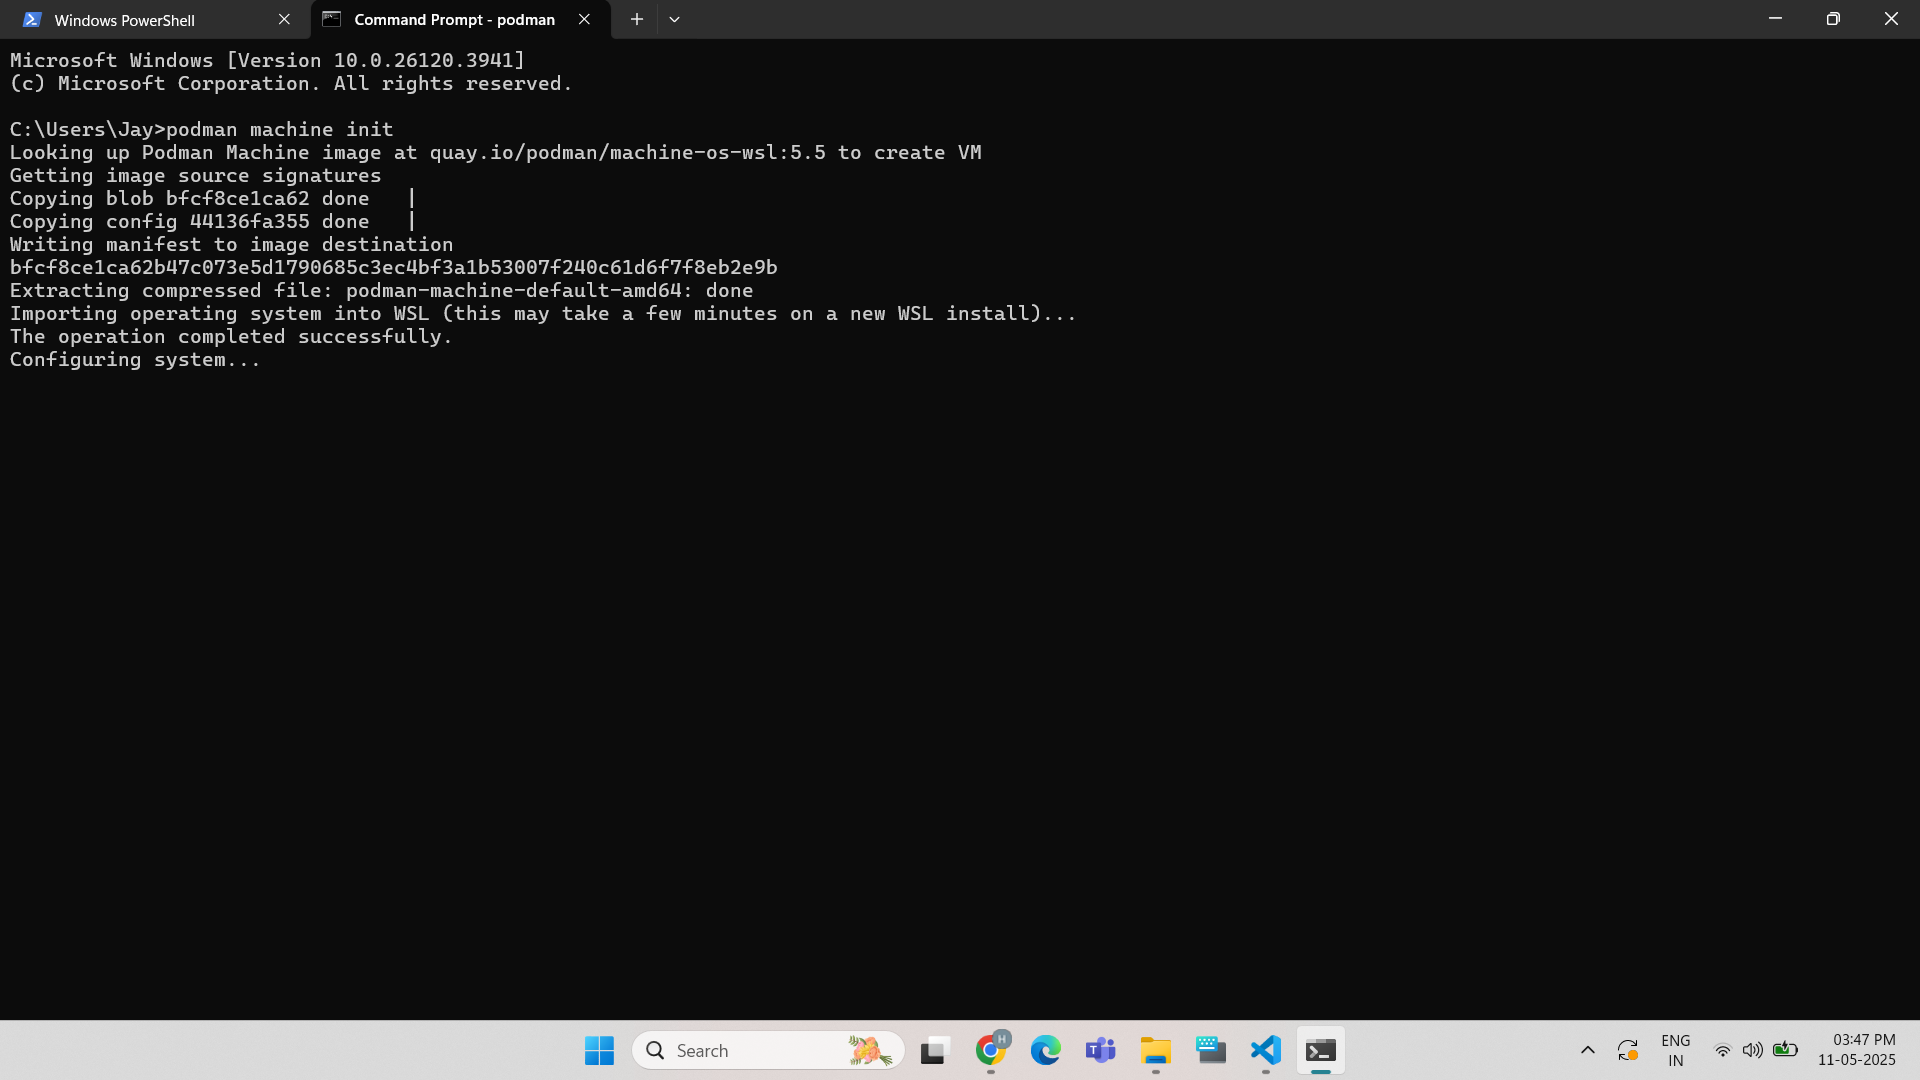 Windows PowerShell
Command Prompt - podman
Microsoft Windows [Version 10.0.26120.3941]
(c) Microsoft Corporation. All rights reserved.
C:\Users\Jay>podman machine init
Looking up Podman Machine image at quay.io/podman/machine-os-wsl:5.5 to create VM
Getting image source signatures
Copying blob bfcf8ce1ca62 done   |
Copying config 44136fa355 done   |
Writing manifest to image destination
bfcf8ce1ca62b47c073e5d1790685c3ec4bf3a1b53007f240c61d6f7f8eb2e9b
Extracting compressed file: podman-machine-default-amd64: done
Importing operating system into WSL (this may take a few minutes on a new WSL install)...
The operation completed successfully.
Configuring system...
Search
H
T
ENG
IN
03:47 PM
11-05-2025